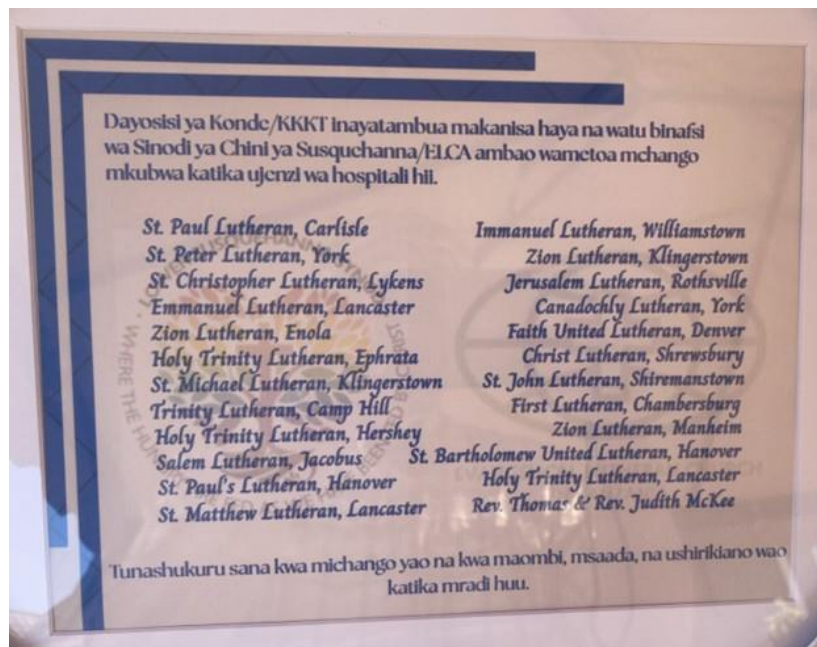 Dayosisi ya Konde/KKKT inayatambua makanisa haya na watu binafsi
wa Sinodi ya Chini ya Susquehanna/ELCA ambao wametoa mchango
mkubwa katika ujenzi wa hospitali hii.
St. Paul Lutheran, Carlisle
St. Peter Lutheran, York
St. Christopher Lutheran, Lykens
Emmanuel Lutheran, Lancaster
Zion Lutheran, Enola
Holy Trinity Lutheran, Ephrata
St. Michael Lutheran, Klingerstown
Trinity Lutheran, Camp Hill
Holy Trinity Lutheran, Hershey
Salem Lutheran, Jacobus
St. Paul's Lutheran, Hanover
St. Matthew Lutheran, Lancaster
Immanuel Lutheran, Williamstown
Zion Lutheran, Klingerstown
Jerusalem Lutheran, Rothsville
Canadochly Lutheran, York
Faith United Lutheran, Denver
Christ Lutheran, Shrewsbury
St. John Lutheran, Shiremanstown
First Lutheran, Chambersburg
Zion Lutheran, Manheim
St. Bartholomew United Lutheran, Hanover
Holy Trinity Lutheran, Lancaster
Rev. Thomas & Rev. Judith McKee
Tunashukuru sana kwa michango yao na kwa maombi, msaada, na ushirikiano wao
katika mradi huu.